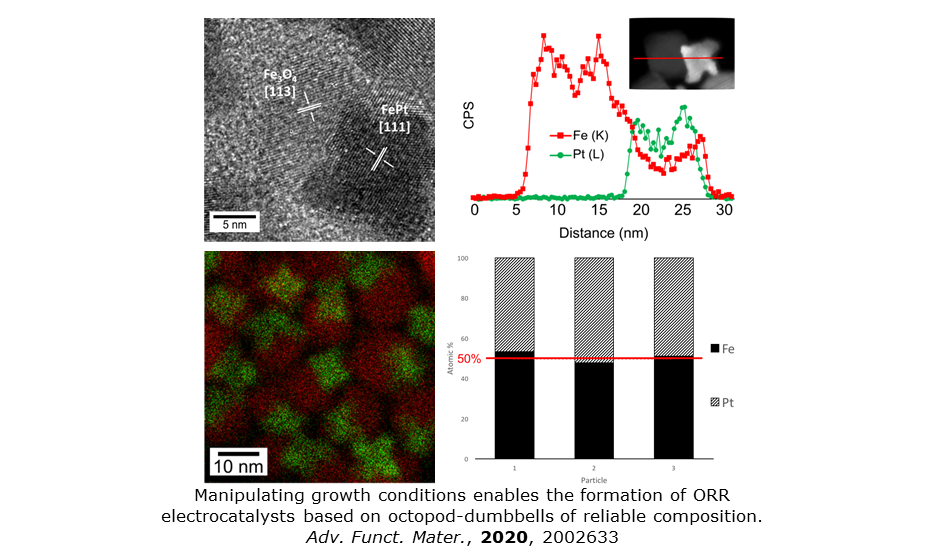 Fe₃O₄
[113]
FePt
[111]
5 nm
CPS
Fe (K)
Pt (L)
0 5 10 15 20 25 30
Distance (nm)
10 nm
100
80
60
50%
40
20
0
Atomic %
1 2 3
Particle
Fe
Pt
Manipulating growth conditions enables the formation of ORR
electrocatalysts based on octopod-dumbbells of reliable composition.
Adv. Funct. Mater., 2020, 2002633